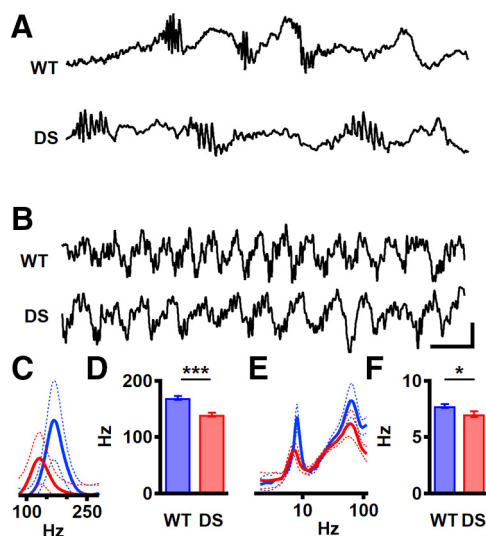 A
WT
DS
B
WT
DS
C D E F
200 10
*** *
Hz 100 Hz 5
0 0
100 250 WT DS 10 100 WT DS
Hz Hz